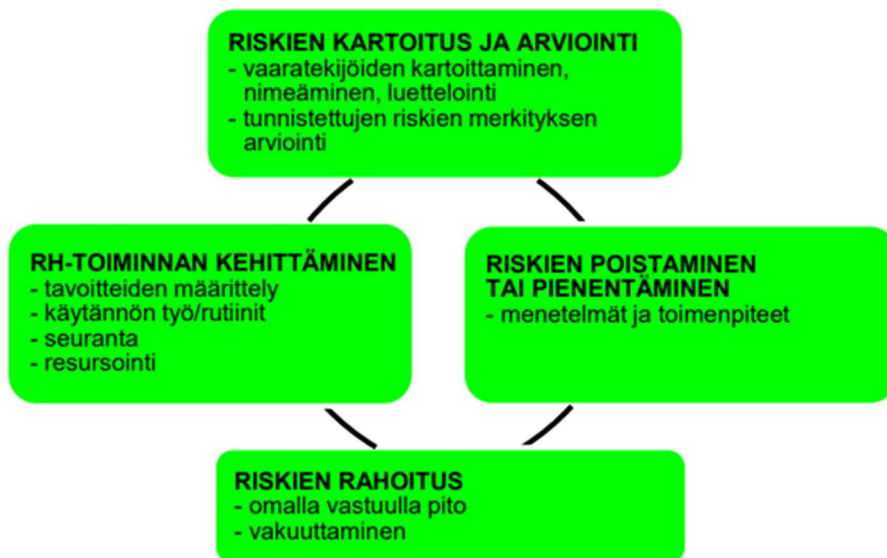 RISKIEN KARTOITUS JA ARVIOINTI
- vaaratekijöiden kartoittaminen,
nimeäminen, luettelointi
- tunnistettujen riskien merkityksen
arviointi
RH-TOIMINNAN KEHITTÄMINEN
- tavoitteiden määrittely
- käytännön työ/rutiinit
- seuranta
- resursointi
RISKIEN POISTAMINEN
TAI PIENENTÄMINEN
- menetelmät ja toimenpiteet
RISKIEN RAHOITUS
- omalla vastuulla pito
- vakuuttaminen